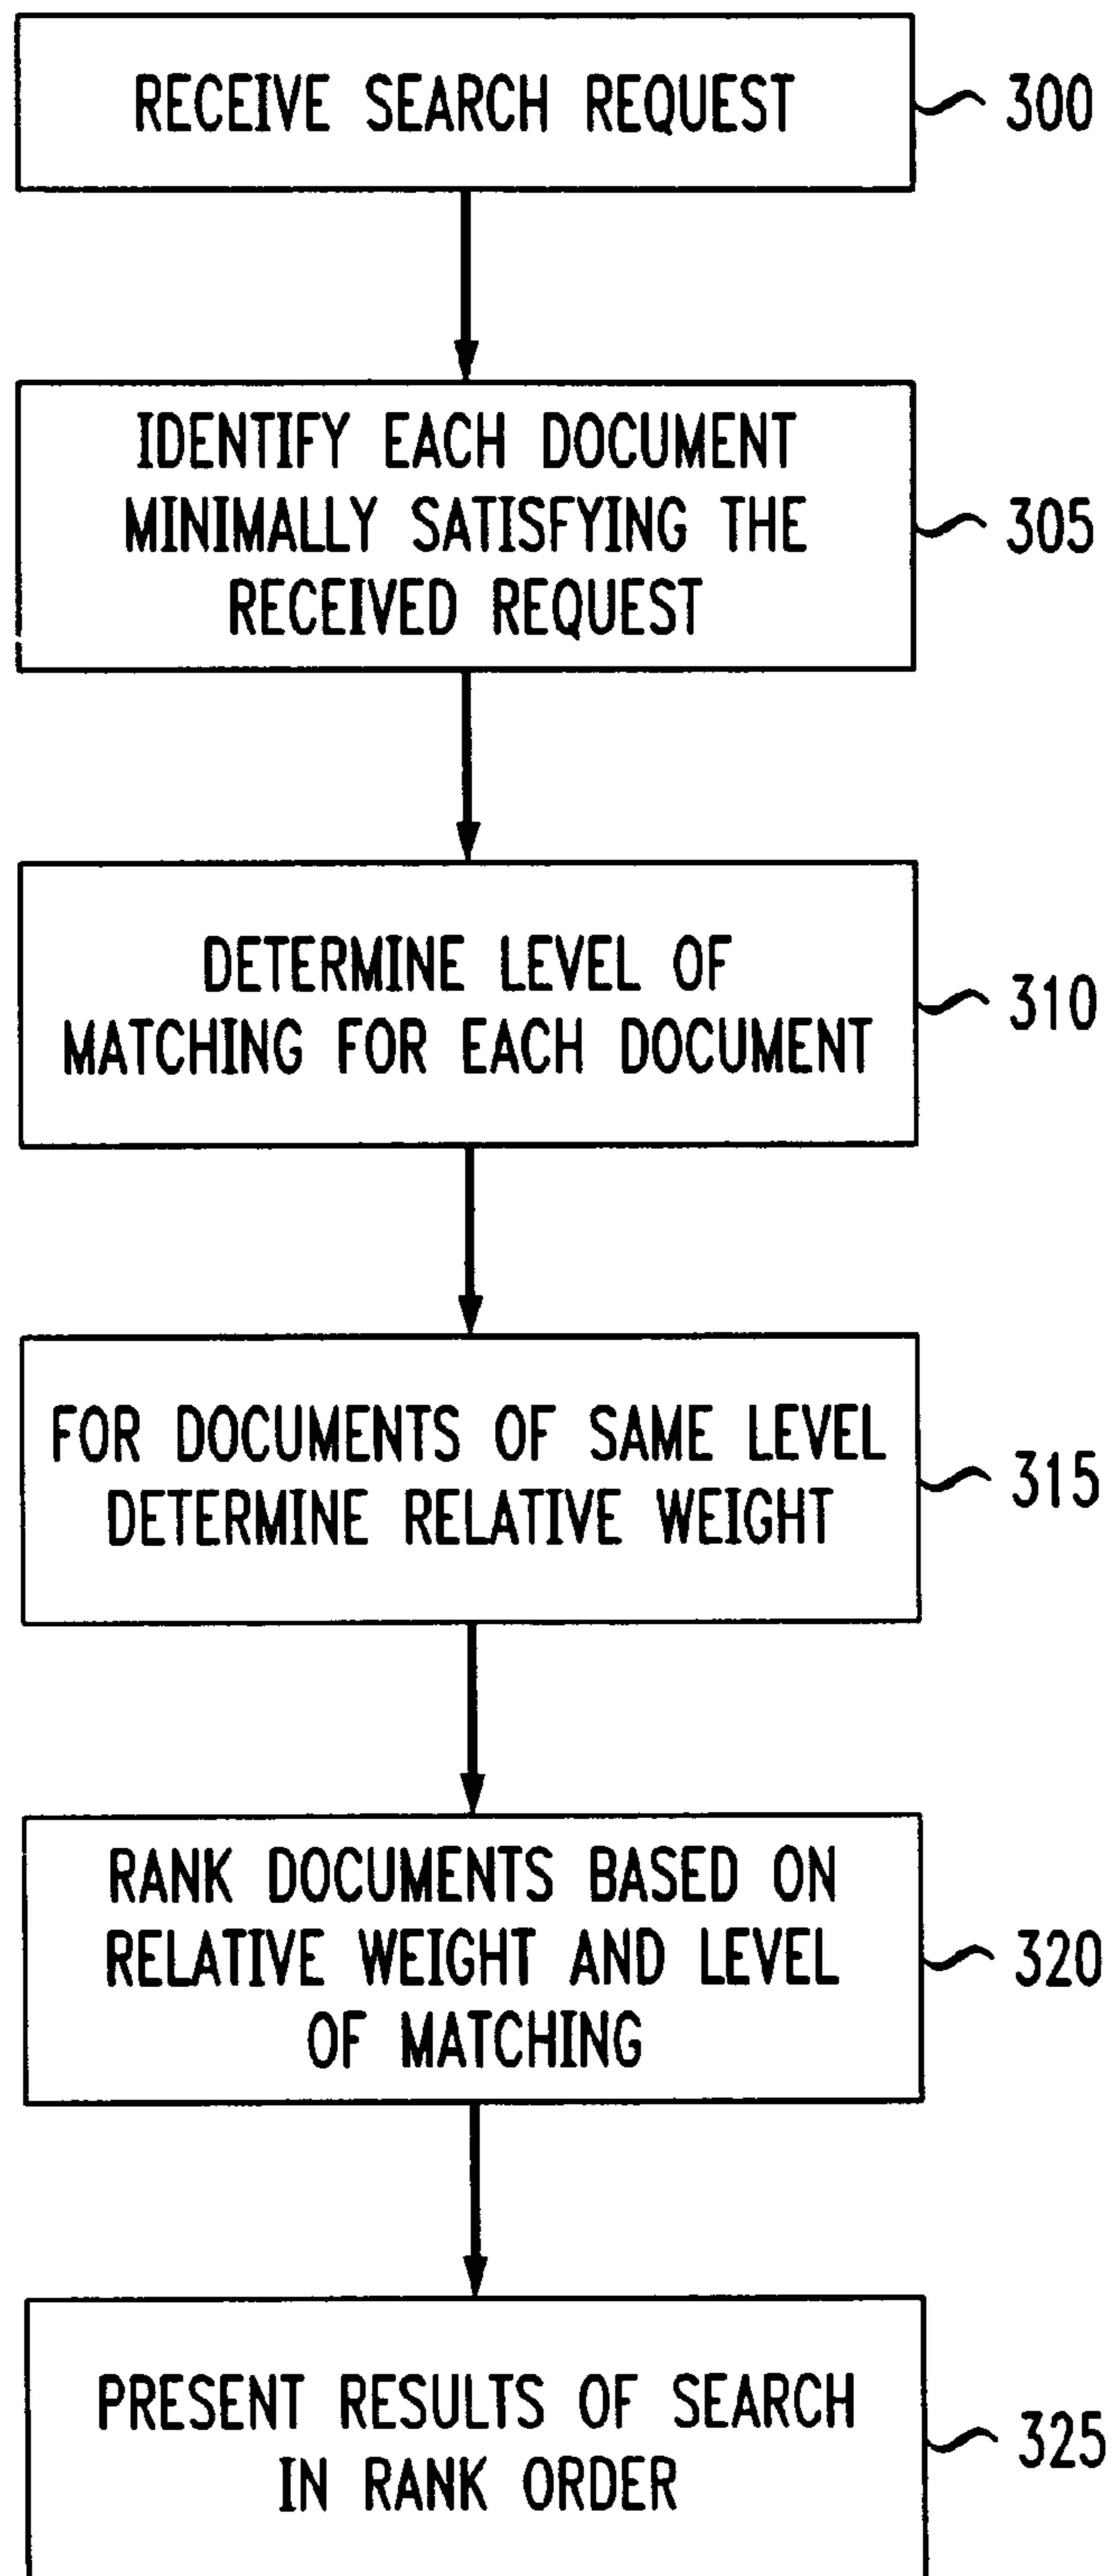 RECEIVE SEARCH REQUEST
300
IDENTIFY EACH DOCUMENT
MINIMALLY SATISFYING THE
RECEIVED REQUEST
305
DETERMINE LEVEL OF
MATCHING FOR EACH DOCUMENT
310
FOR DOCUMENTS OF SAME LEVEL
DETERMINE RELATIVE WEIGHT
315
RANK DOCUMENTS BASED ON
RELATIVE WEIGHT AND LEVEL
OF MATCHING
320
PRESENT RESULTS OF SEARCH
IN RANK ORDER
325